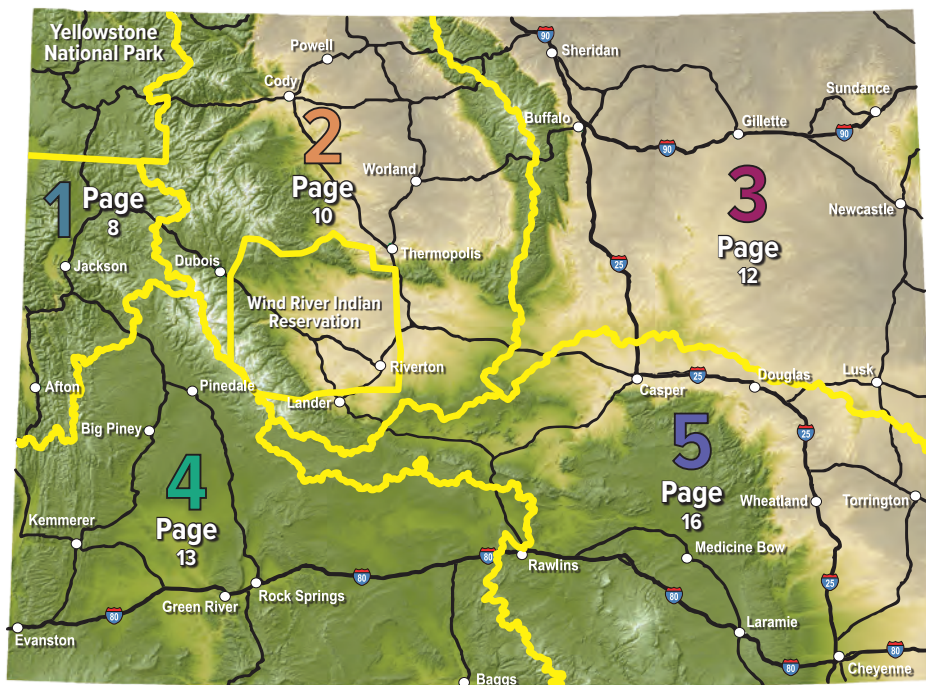 Yellowstone
National Park
Powell
90
Sheridan
Cody
Sundance
2
Buffalo
Gillette
90
90
Worland
Page
10
3
1
Page
8
Newcastle
Page
12
Thermopolis
Dubois
Jackson
25
Wind River Indian
Reservation
Riverton
Afton
Pinedale
Lander
Casper
25
Douglas
Lusk
Big Piney
5
25
4
Page
16
Wheatland
Torrington
Kemmerer
Page
13
Medicine Bow
80
Rawlins
80
Rock Springs
Green River
80
25
80
Evanston
Laramie
80
Cheyenne
80
Baggs